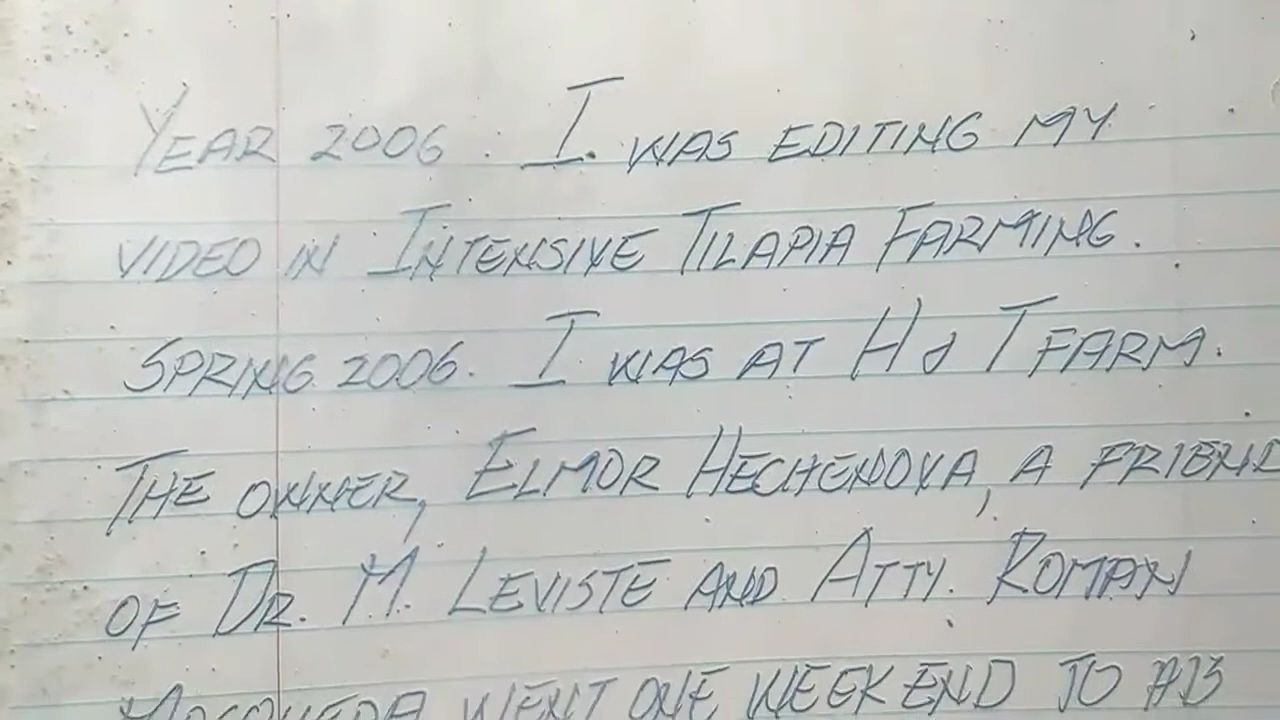 YEAR 2006. I. WAS EDITING MY
VIDEO IN INTENSIVE TILAPIA FARMING.
SPRING 2006. I WAS AT H J T FARM.
THE OWNER, ELMOR HECHENOVA, A FRIEND
OF DR. M. LEVISTE AND ATTY. ROMAN
WENT ONE WEEKEND TO HIS